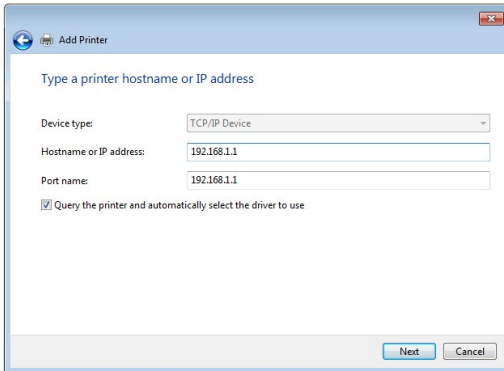 Add Printer
Type a printer hostname or IP address
Device type: TCP/IP Device
Hostname or IP address: 192.168.1.1
Port name: 192.168.1.1
Query the printer and automatically select the driver to use
Next Cancel